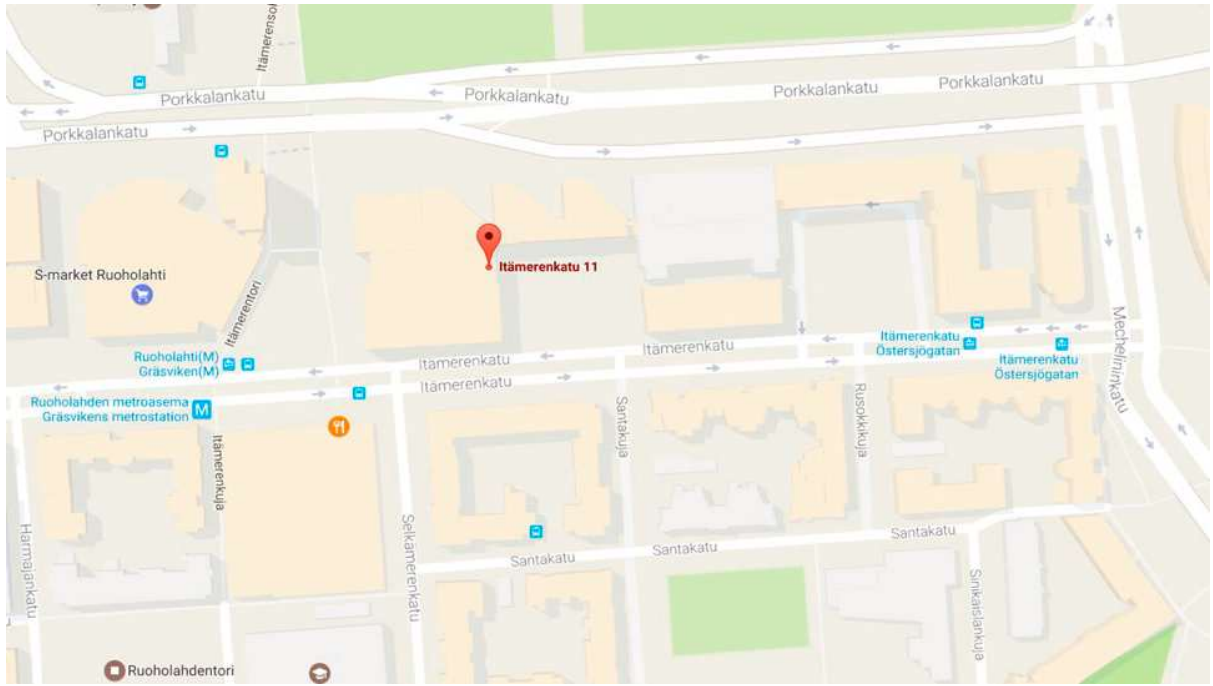 Itämerensol
Porkkalankatu
Porkkalankatu
Porkkalankatu
Porkkalankatu
Porkkalankatu
Itämerenkatu 11
S-market Ruoholahti
Itämerentori
Ruoholahti(M)
Gräsviken(M)
Itämerenkatu
Itämerenkatu
Itämerenkatu
Itämerenkatu
Östersjögatan
Itämerenkatu
Östersjögatan
Mechelininkatu
Ruoholahden metroasema
Gräsvikens metrostation
M
Itämerenkuja
Santakuja
Rusokkikuja
Harmajankatu
Selkämerenkatu
Santakatu
Santakatu
Santakatu
Sinikaislankuja
Ruoholahdentori